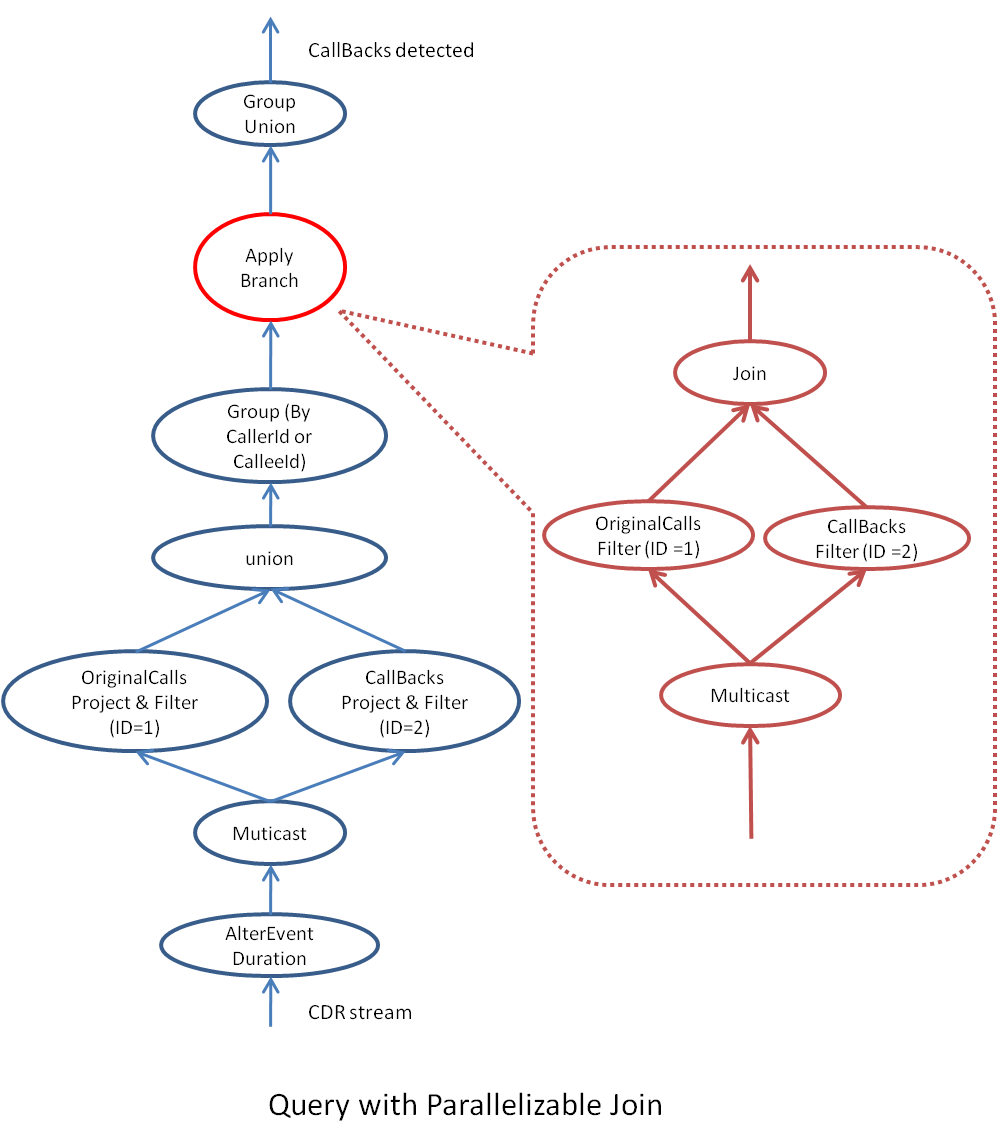 CallBacks detected
Group
Union
Apply
Branch
Group (By
CallerId or
CalleeId)
union
OriginalCalls
Project & Filter
(ID=1)
CallBacks
Project & Filter
(ID=2)
Muticast
AlterEvent
Duration
CDR stream
Join
OriginalCalls
Filter (ID =1)
CallBacks
Filter (ID =2)
Multicast
Query with Parallelizable Join